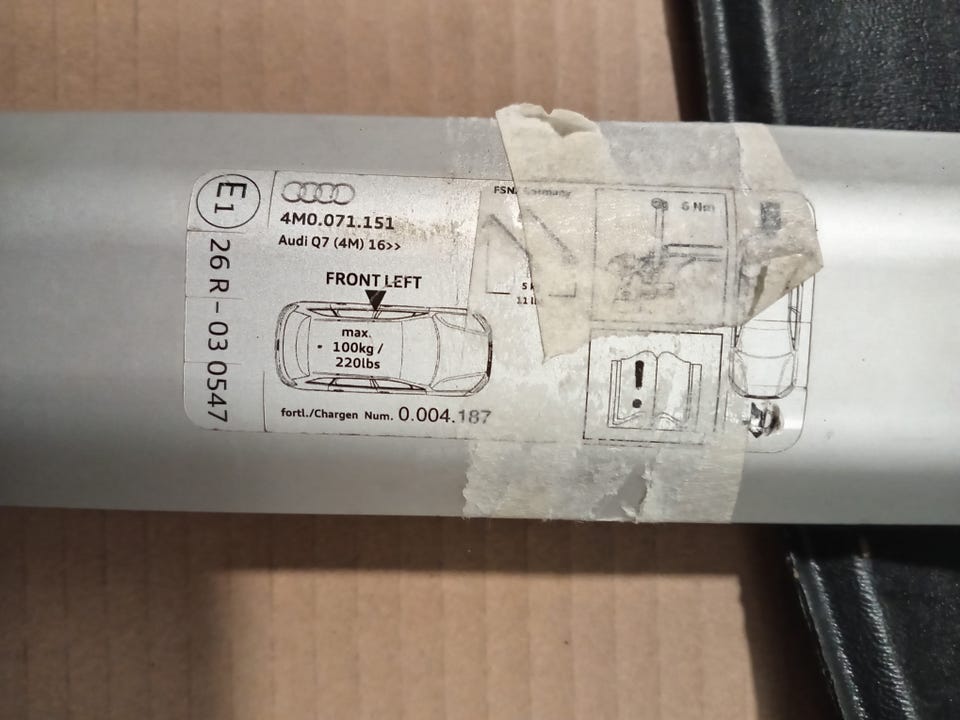 E1
26 R - 03 0547
4M0.071.151
Audi Q7 (4M) 16>>
FRONT LEFT
max.
100kg /
220lbs
fortl./Chargen Num. 0.004.187
Germany
6 Nm